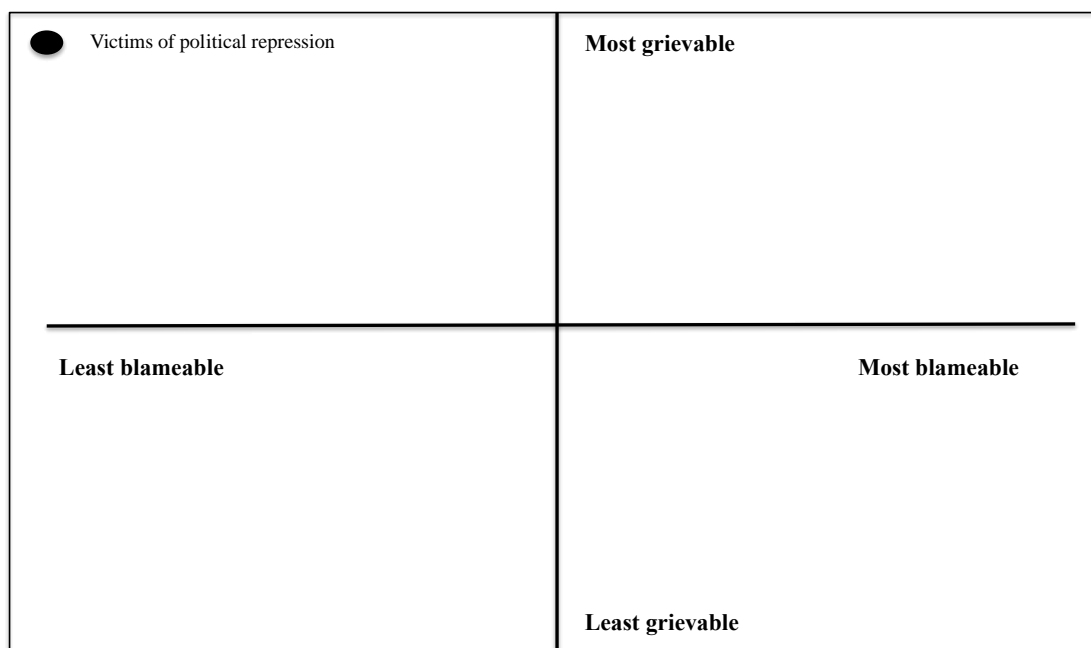 Victims of political repression
Most grievable
Least blameable
Most blameable
Least grievable